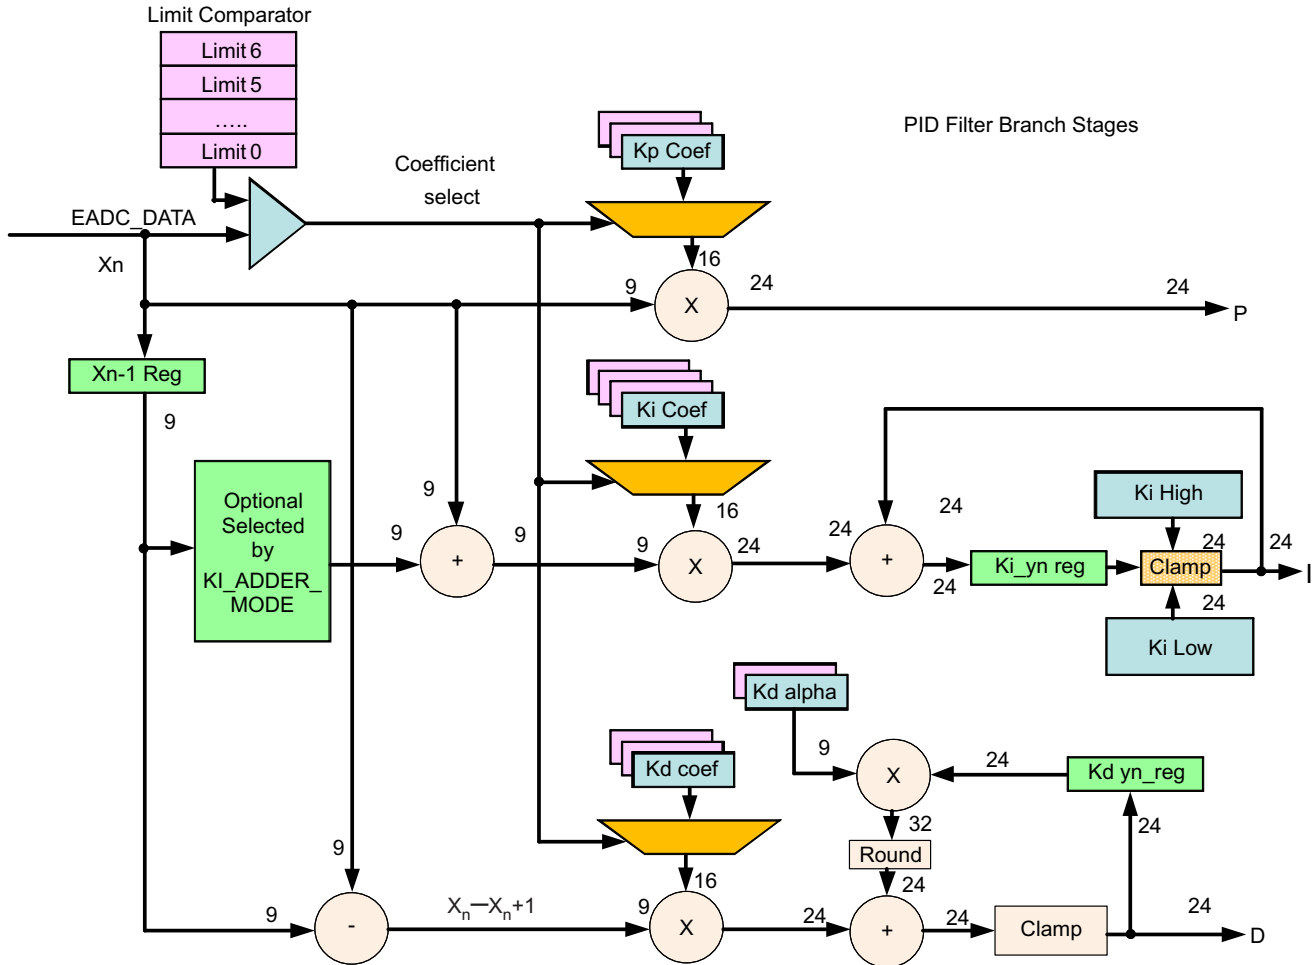 Limit Comparator
Limit 6
Limit 5
.....
Limit 0
PID Filter Branch Stages
Kp Coef
Coefficient
select
EADC_DATA
Xn
16
9
24
24
P
Xn-1 Reg
9
Ki Coef
X
Optional
Selected
by
KI_ADDER_
MODE
9
9
+
9
16
9
X
24
24
+
24
24
Ki_yn reg
Ki High
24
Clamp
24
I
24
Ki Low
Kd alpha
9
X
24
Kd yn_reg
24
32
Round
24
Kd coef
16
9
9
-
Xn—Xn+1
9
X
24
+
24
Clamp
24
D